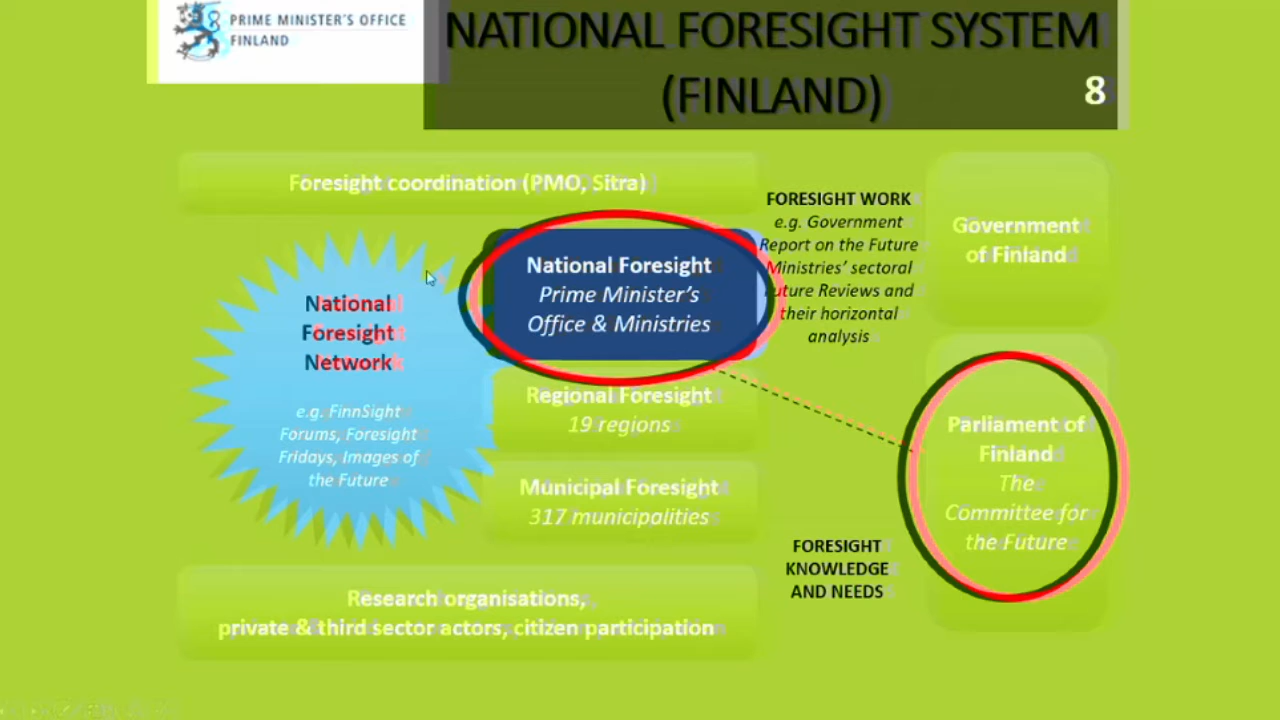 PRIME MINISTER'S OFFICE
FINLAND
NATIONAL FORESIGHT SYSTEM
(FINLAND)
8
Foresight coordination (PMO, Sitra)
National
Foresight
Network
e.g. FinnSight
Forums, Foresight
Fridays, Images of
the Future
National Foresight
Prime Minister's
Office & Ministries
Regional Foresight
19 regions
Municipal Foresight
317 municipalities
Research organisations,
private & third sector actors, citizen participation
FORESIGHT WORK
e.g. Government
Report on the Future
Ministries' sectoral
Future Reviews and
their horizontal
analysis
FORESIGHT
KNOWLEDGE
AND NEEDS
Government
of Finland
Parliament of
Finland
The
Committee for
the Future